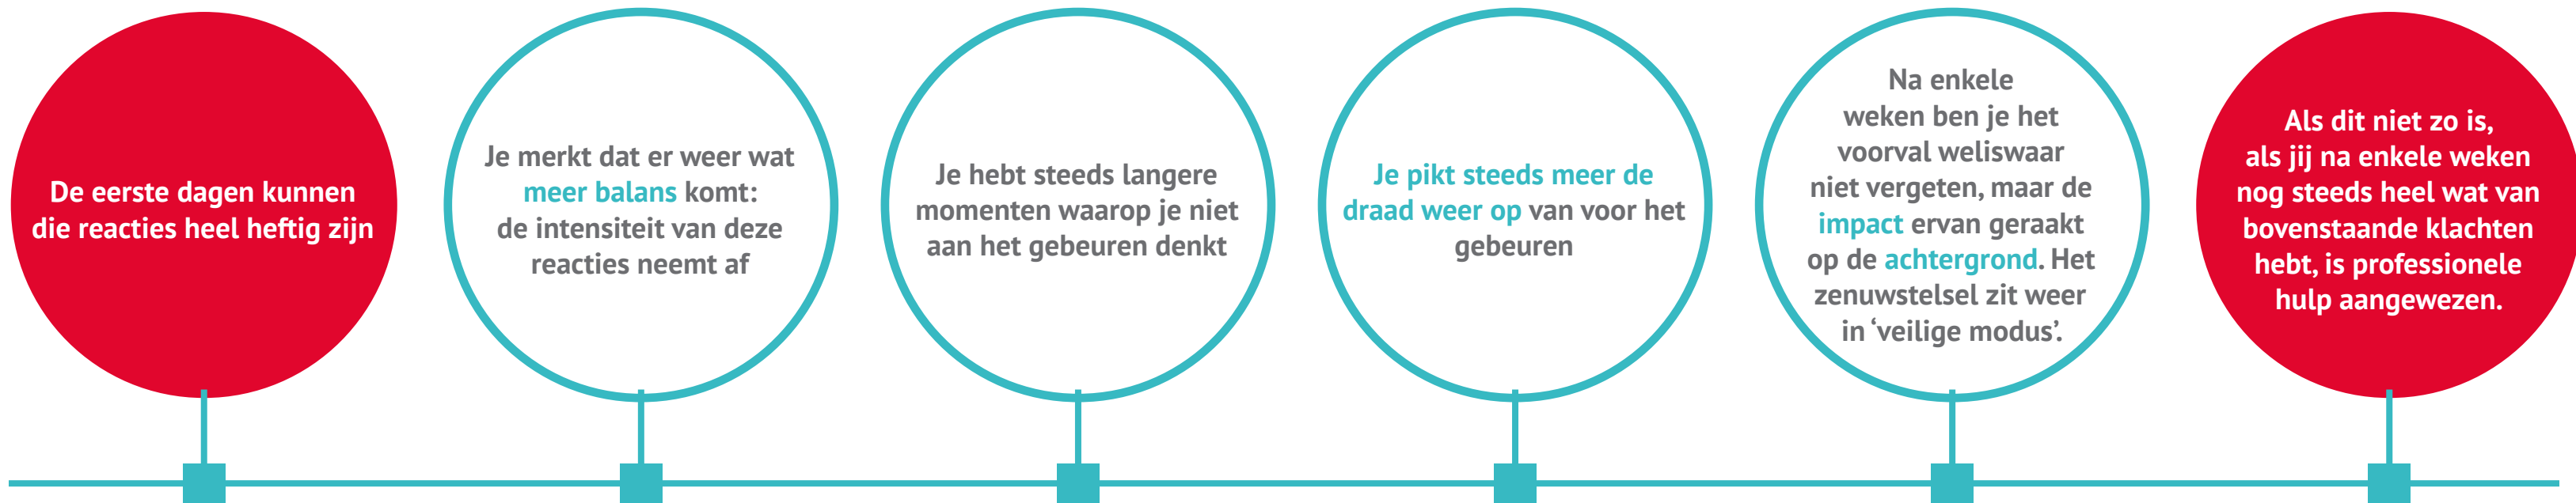 De eerste dagen kunnen
die reacties heel heftig zijn
Je merkt dat er weer wat
meer balans komt:
de intensiteit van deze
reacties neemt af
Je hebt steeds langere
momenten waarop je niet
aan het gebeuren denkt
Je pikt steeds meer de
draad weer op van voor het
gebeuren
Na enkele
weken ben je het
voorval weliswaar
niet vergeten, maar de
impact ervan geraakt
op de achtergrond. Het
zenuwstelsel zit weer
in ‘veilige modus’.
Als dit niet zo is,
als jij na enkele weken
nog steeds heel wat van
bovenstaande klachten
hebt, is professionele
hulp aangewezen.